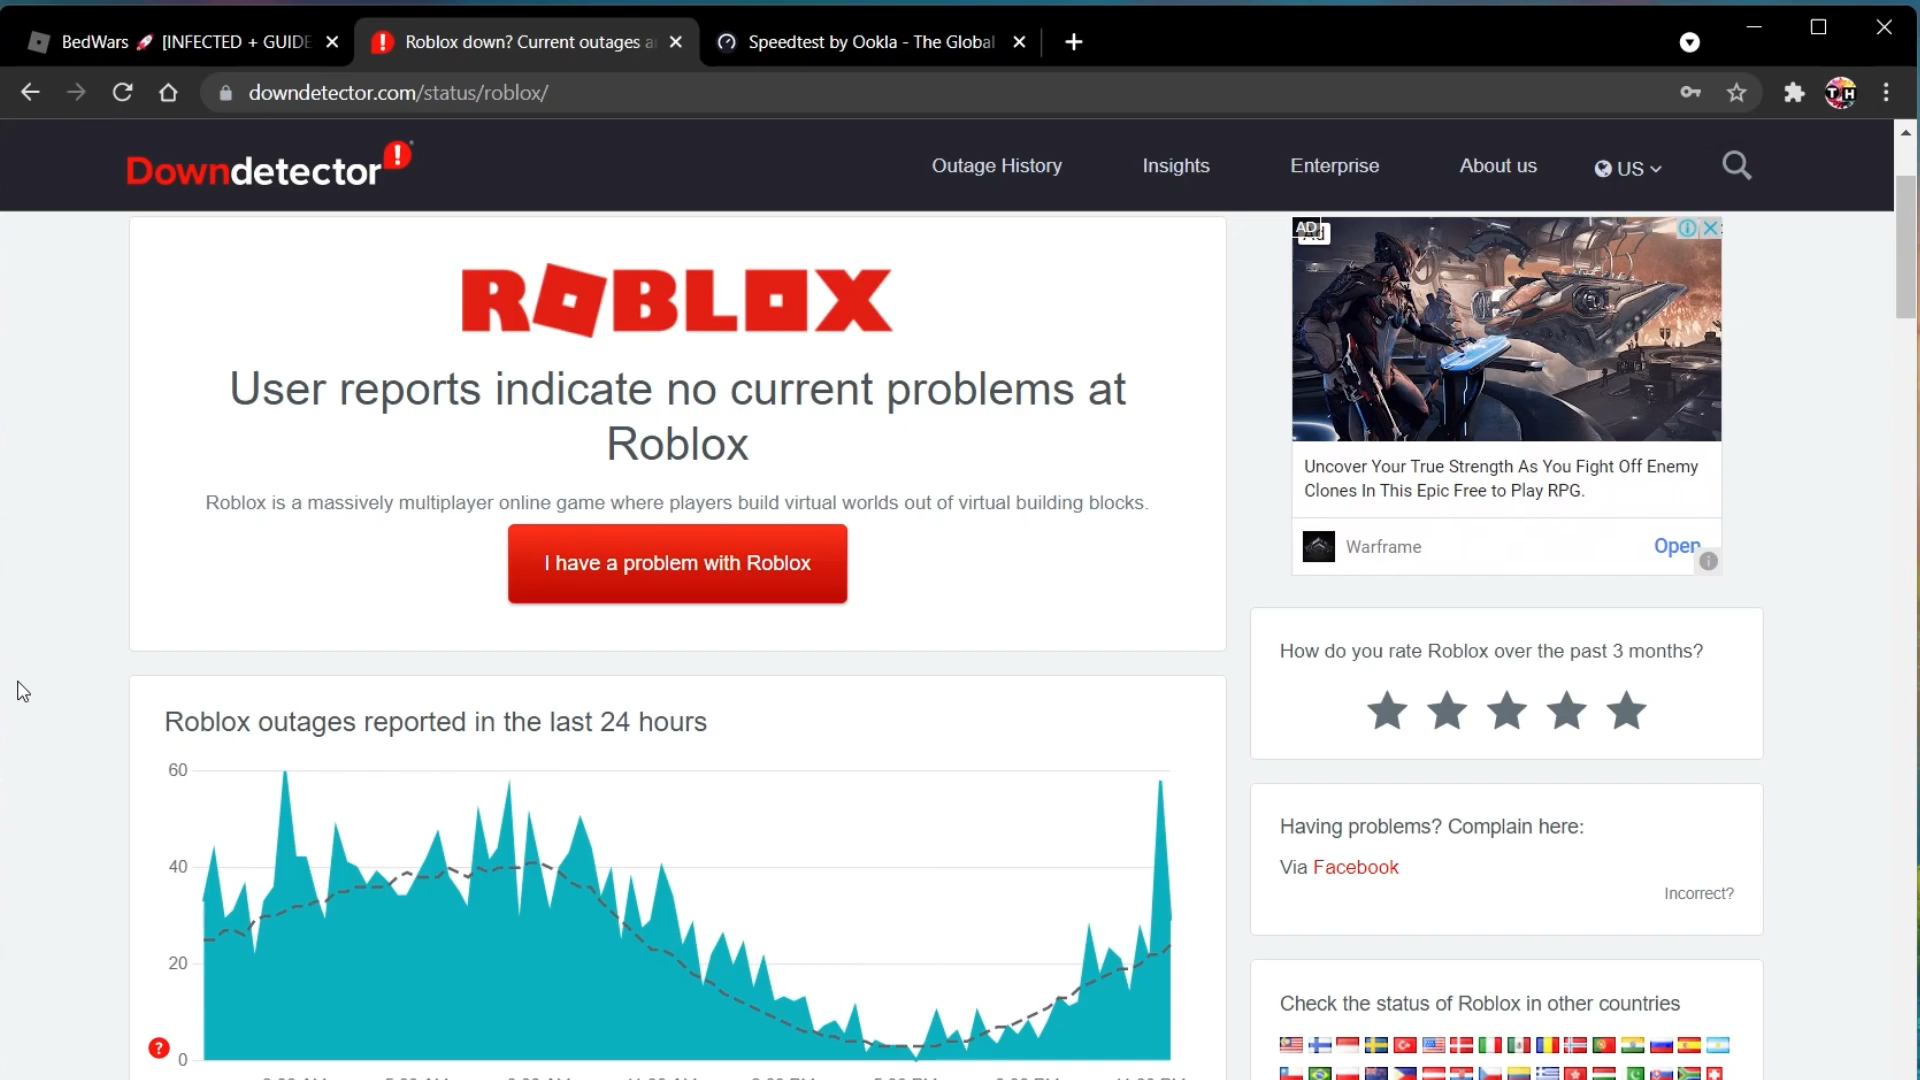 BedWars 🚀 [INFECTED + GUIDE
Roblox down? Current outages a
Speedtest by Ookla - The Global
downdetector.com/status/roblox/
TH
Downdetector!
Outage History
Insights
Enterprise
About us
US
ROBLOX
User reports indicate no current problems at
Roblox
Roblox is a massively multiplayer online game where players build virtual worlds out of virtual building blocks.
I have a problem with Roblox
AD
Ad
Uncover Your True Strength As You Fight Off Enemy
Clones In This Epic Free to Play RPG.
Warframe
Open
How do you rate Roblox over the past 3 months?
Roblox outages reported in the last 24 hours
60
40
20
0
?
Having problems? Complain here:
Via Facebook
Incorrect?
Check the status of Roblox in other countries